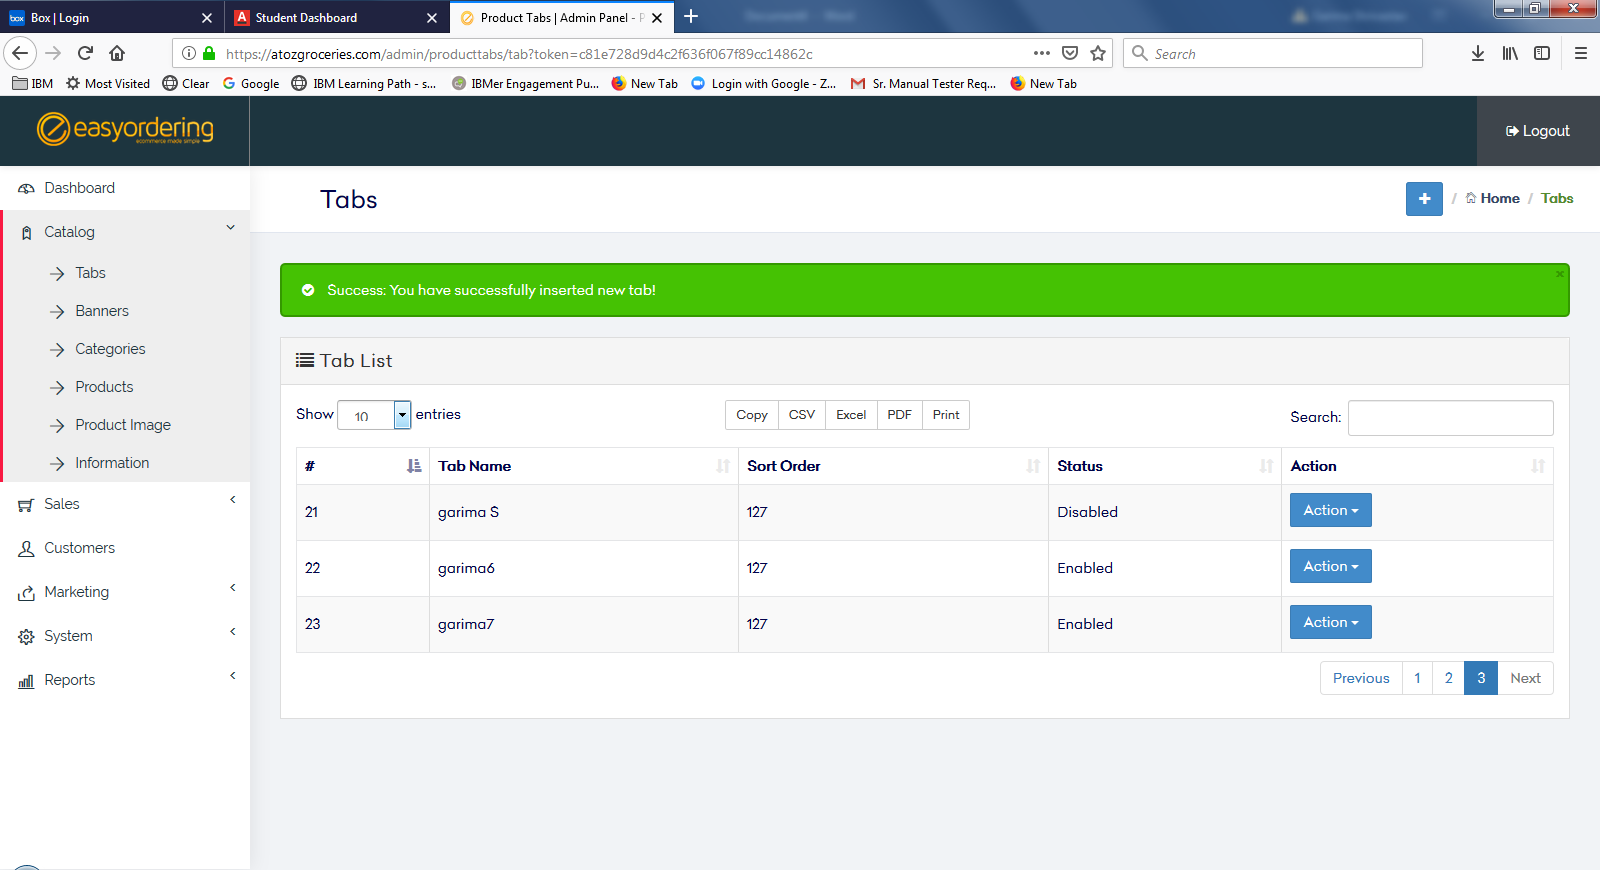 Box | Login
Student Dashboard
Product Tabs | Admin Panel - P
https://atozgroceries.com/admin/producttabs/tab?token=c81e728d9d4c2f636f067f89cc14862c
Search
IBM
Most Visited
Clear
Google
IBM Learning Path - s...
IBMer Engagement Pu...
New Tab
Login with Google - Z...
Sr. Manual Tester Req...
New Tab
easyordering
ecommerce made simple
Logout
Dashboard
Catalog
Tabs
Banners
Categories
Products
Product Image
Information
Sales
Customers
Marketing
System
Reports
Tabs
/ Home / Tabs
Success: You have successfully inserted new tab!
Tab List
Show 10 entries
Copy CSV Excel PDF Print
Search:
# Tab Name Sort Order Status Action
21 garima S 127 Disabled Action
22 garima6 127 Enabled Action
23 garima7 127 Enabled Action
Previous 1 2 3 Next